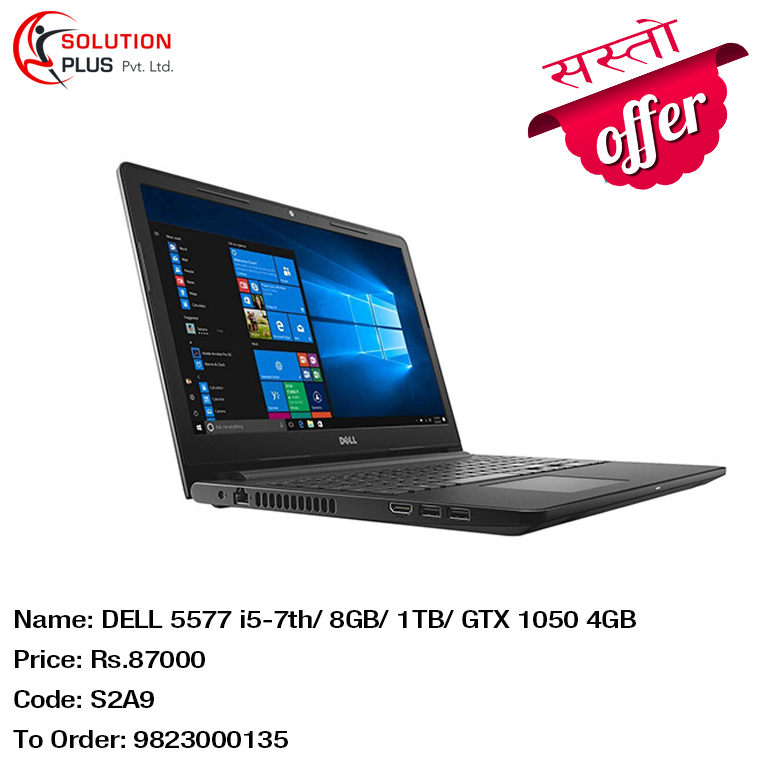 SOLUTION
PLUS Pvt. Ltd.
सस्तो
offer
DELL
Name: DELL 5577 i5-7th/ 8GB/ 1TB/ GTX 1050 4GB
Price: Rs.87000
Code: S2A9
To Order: 9823000135